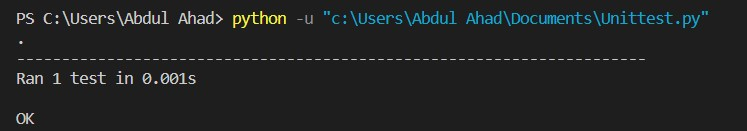 PS C:\Users\Abdul Ahad> python -u "c:\Users\Abdul Ahad\Documents\Unittest.py"
.
----------------------------------------------------------------------
Ran 1 test in 0.001s
OK